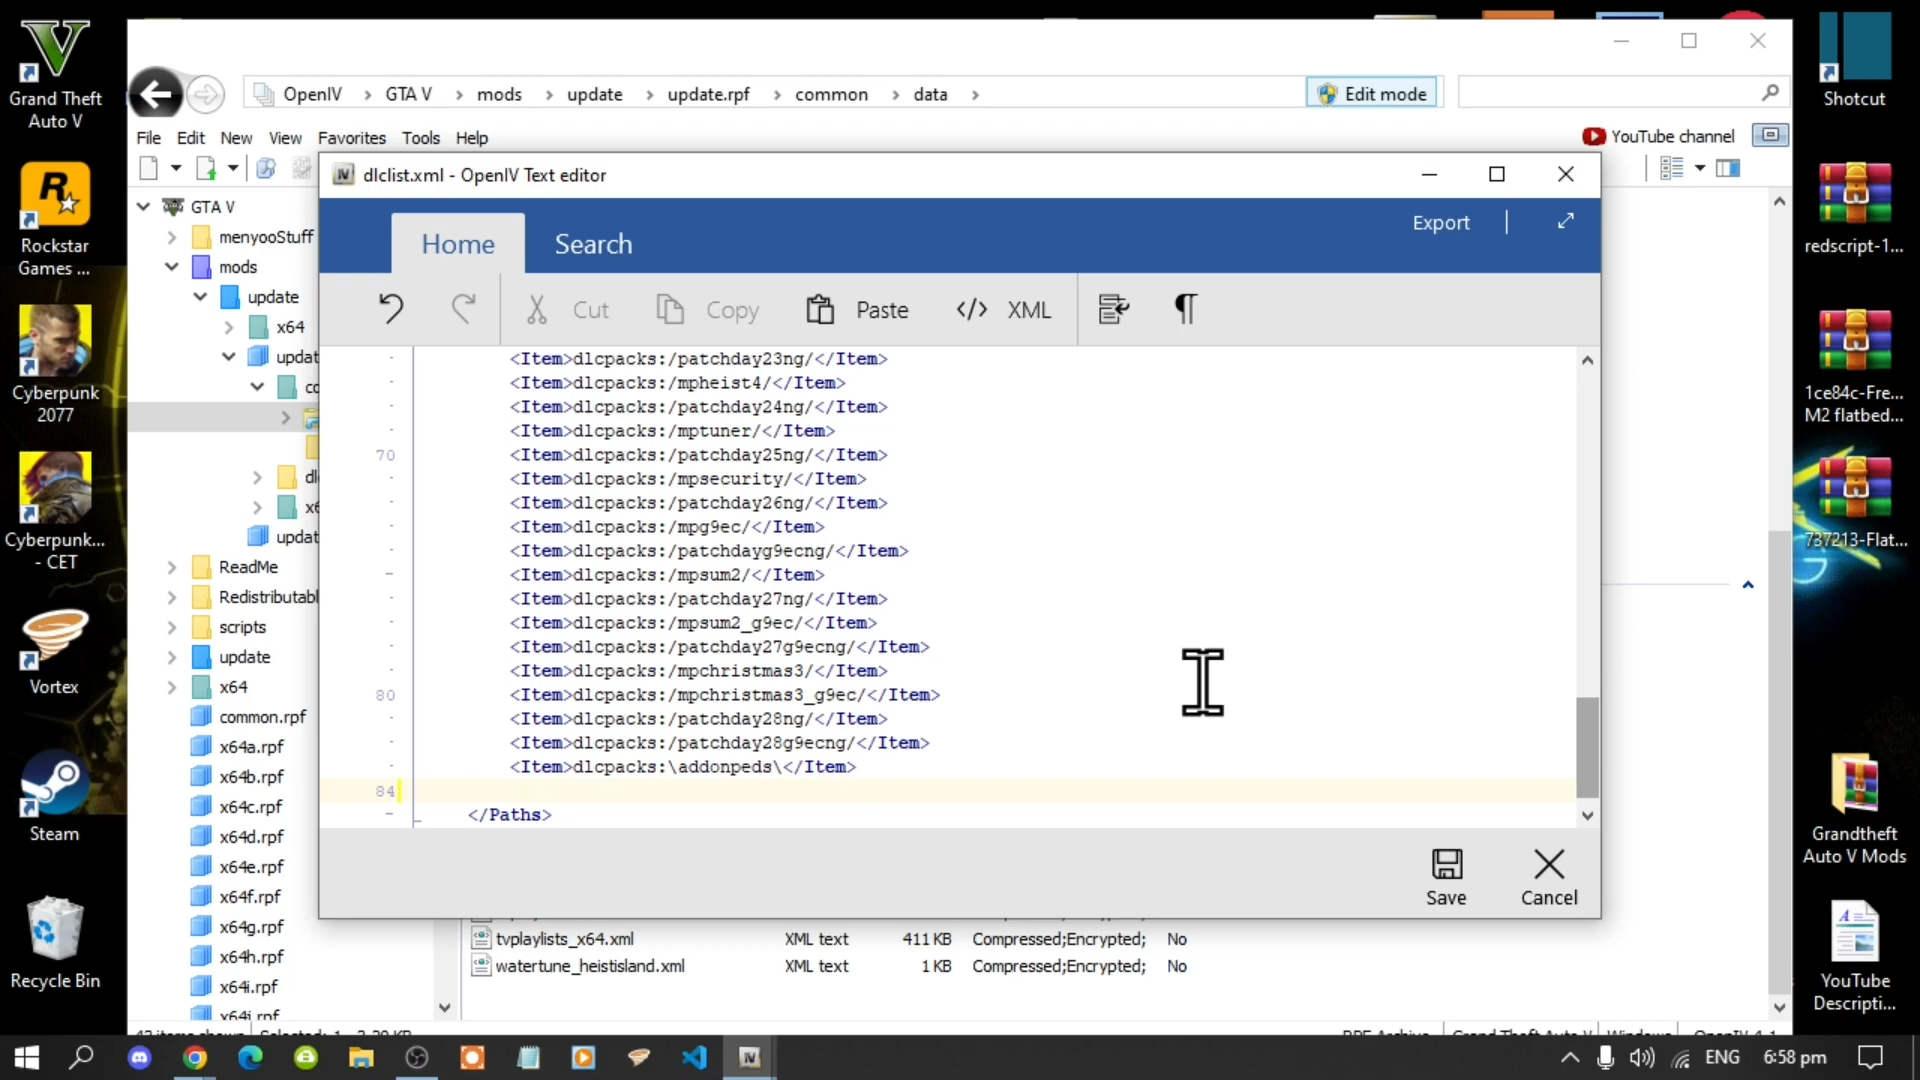 Grand Theft
Auto V
Rockstar
Games ...
Cyberpunk
2077
Cyberpunk...
- CET
Vortex
Steam
Recycle Bin
OpenIV
GTA V
mods
update
update.rpf
common
data
Edit mode
File
Edit
New
View
Favorites
Tools
Help
YouTube channel
GTA V
menyooStuff
mods
update
x64
updat
co
dl
x6
updat
ReadMe
Redistributabl
scripts
update
x64
common.rpf
x64a.rpf
x64b.rpf
x64c.rpf
x64d.rpf
x64e.rpf
x64f.rpf
x64g.rpf
x64h.rpf
x64i.rpf
x64j.rpf
dlclist.xml - OpenIV Text editor
Home
Search
Export
Cut
Copy
Paste
XML
<Item>dlcpacks:/patchday23ng/</Item>
<Item>dlcpacks:/mpheist4/</Item>
<Item>dlcpacks:/patchday24ng/</Item>
<Item>dlcpacks:/mptuner/</Item>
70 <Item>dlcpacks:/patchday25ng/</Item>
<Item>dlcpacks:/mpsecurity/</Item>
<Item>dlcpacks:/patchday26ng/</Item>
<Item>dlcpacks:/mpg9ec/</Item>
<Item>dlcpacks:/patchdayg9ecng/</Item>
<Item>dlcpacks:/mpsum2/</Item>
<Item>dlcpacks:/patchday27ng/</Item>
<Item>dlcpacks:/mpsum2_g9ec/</Item>
<Item>dlcpacks:/patchday27g9ecng/</Item>
<Item>dlcpacks:/mpchristmas3/</Item>
80 <Item>dlcpacks:/mpchristmas3_g9ec/</Item>
<Item>dlcpacks:/patchday28ng/</Item>
<Item>dlcpacks:/patchday28g9ecng/</Item>
<Item>dlcpacks:\addonpeds\</Item>
84
</Paths>
Save
Cancel
tvplaylists_x64.xml XML text 411 KB Compressed;Encrypted; No
watertune_heistisland.xml XML text 1 KB Compressed;Encrypted; No
Shotcut
redscript-1...
1ce84c-Fre...
M2 flatbed...
737213-Flat...
Grandtheft
Auto V Mods
YouTube
Descripti...
ENG
6:58 pm